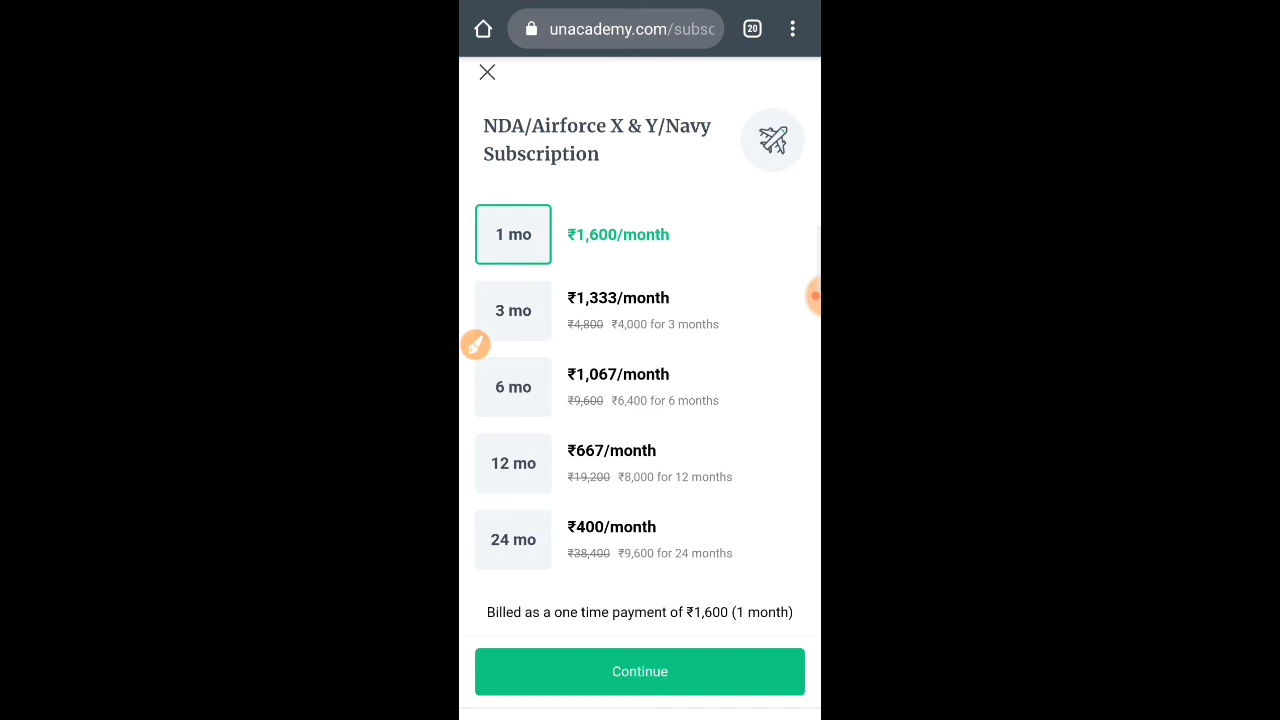 unacademy.com/subsc
20
NDA/Airforce X & Y/Navy
Subscription
1 mo
₹1,600/month
3 mo
₹1,333/month
₹4,800 ₹4,000 for 3 months
6 mo
₹1,067/month
₹9,600 ₹6,400 for 6 months
12 mo
₹667/month
₹19,200 ₹8,000 for 12 months
24 mo
₹400/month
₹38,400 ₹9,600 for 24 months
Billed as a one time payment of ₹1,600 (1 month)
Continue